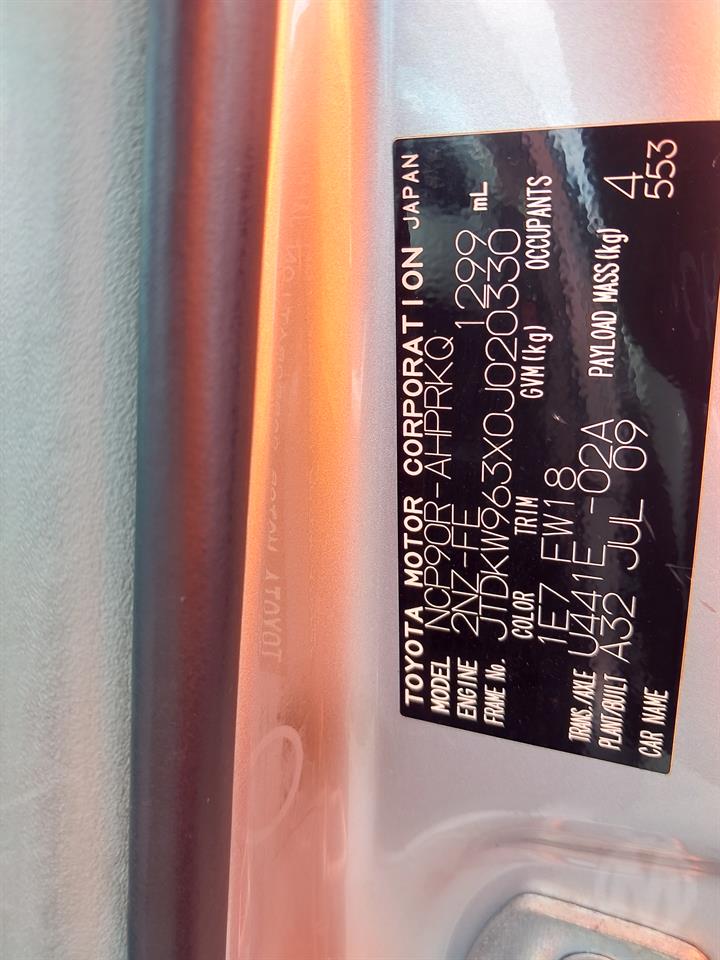 TOYOTA MOTOR CORPORATION JAPAN
MODEL NCP90R-AHPRKQ
ENGINE 2NZ-FE 1299 mL
FRAME No. JTDKW963X0J020330
COLOR TRIM GVM(kg) OCCUPANTS
1E7 FW18 4
TRANS./AXLE U441E -02A PAYLOAD MASS(kg) 553
PLANT/BUILT A32 JUL 09
CAR NAME